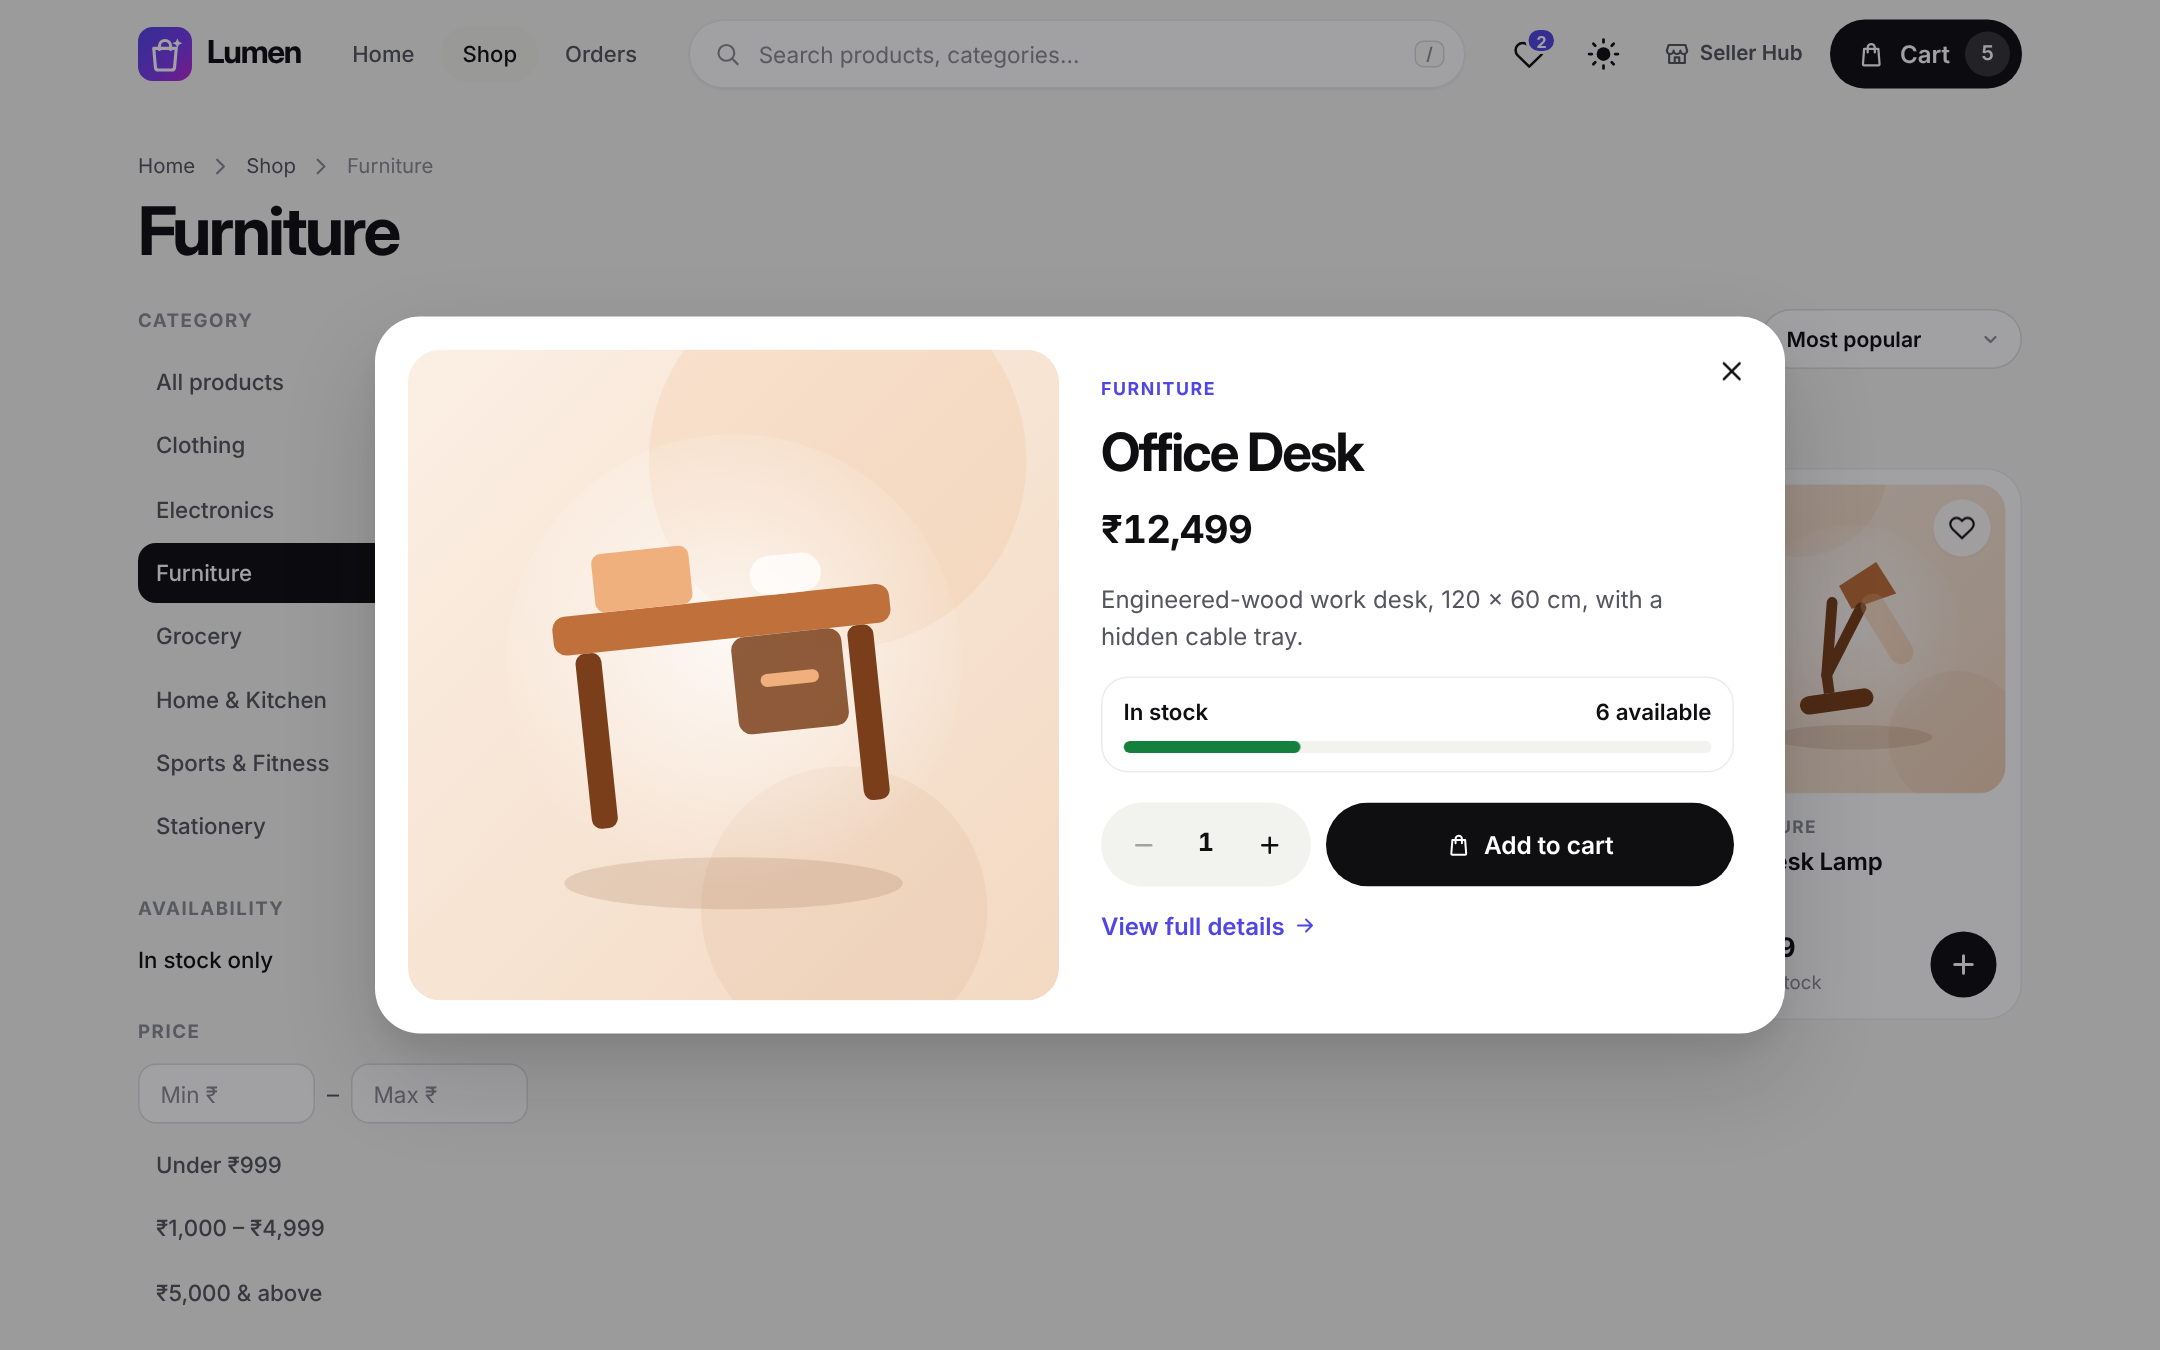 Lumen
Home
Shop
Orders
Search products, categories...
/
2
Seller Hub
Cart
5
Home > Shop > Furniture
Furniture
CATEGORY
All products
Clothing
Electronics
Furniture
Grocery
Home & Kitchen
Sports & Fitness
Stationery
AVAILABILITY
In stock only
PRICE
Min ₹ – Max ₹
Under ₹999
₹1,000 – ₹4,999
₹5,000 & above
Most popular
FURNITURE
Office Desk
₹12,499
Engineered-wood work desk, 120 × 60 cm, with a
hidden cable tray.
In stock
6 available
− 1 +
Add to cart
View full details →
Lamp